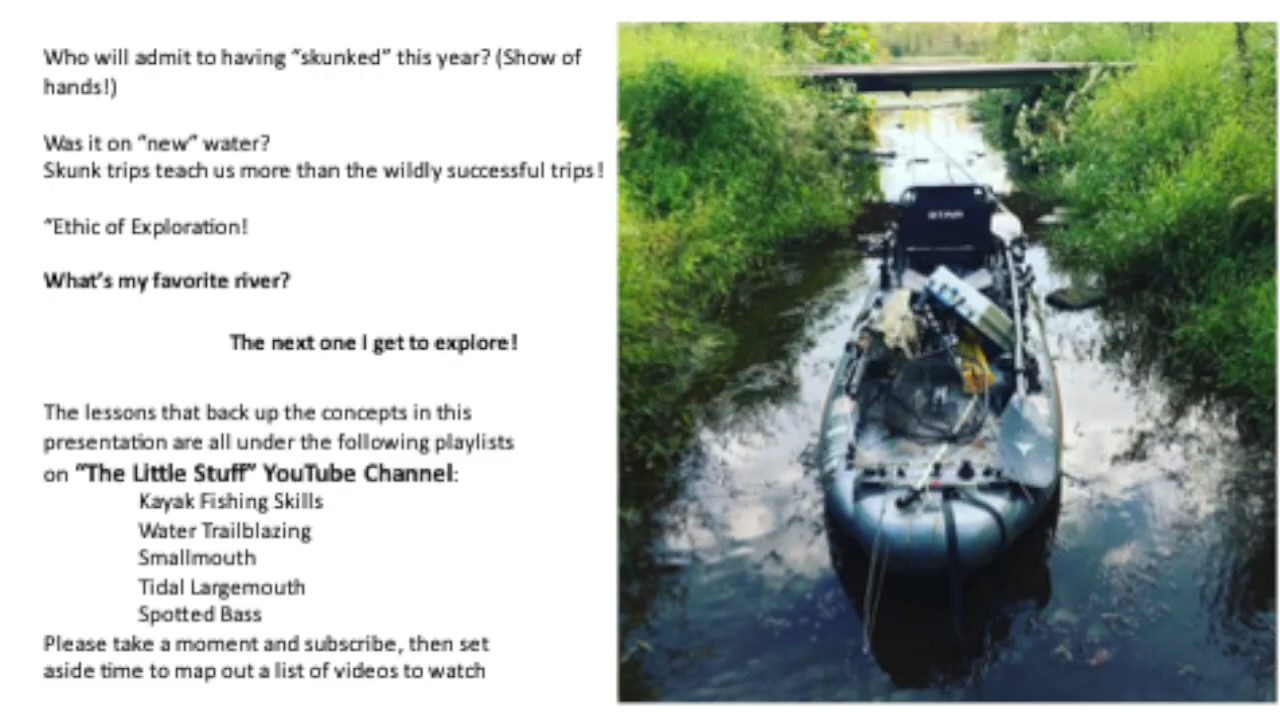 Who will admit to having “skunked” this year? (Show of
hands!)
Was it on “new” water?
Skunk trips teach us more than the wildly successful trips!
“Ethic of Exploration!
What’s my favorite river?
The next one I get to explore!
The lessons that back up the concepts in this
presentation are all under the following playlists
on “The Little Stuff” YouTube Channel:
Kayak Fishing Skills
Water Trailblazing
Smallmouth
Tidal Largemouth
Spotted Bass
Please take a moment and subscribe, then set
aside time to map out a list of videos to watch
STAR